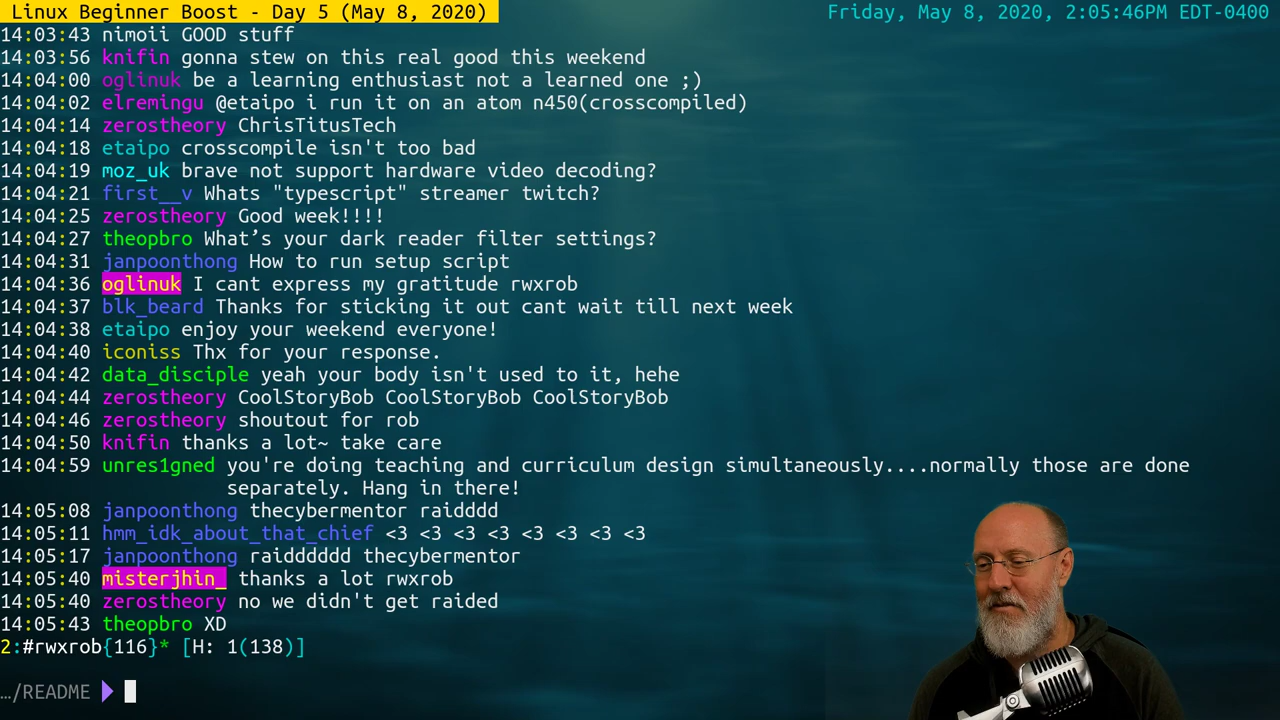 Linux Beginner Boost - Day 5 (May 8, 2020)
Friday, May 8, 2020, 2:05:46PM EDT-0400
14:03:43 nimoii GOOD stuff
14:03:56 knifin gonna stew on this real good this weekend
14:04:00 oglinuk be a learning enthusiast not a learned one ;)
14:04:02 elremingu @etaipo i run it on an atom n450(crosscompiled)
14:04:14 zerostheory ChrisTitusTech
14:04:18 etaipo crosscompile isn't too bad
14:04:19 moz_uk brave not support hardware video decoding?
14:04:21 first__v Whats "typescript" streamer twitch?
14:04:25 zerostheory Good week!!!!
14:04:27 theopbro What’s your dark reader filter settings?
14:04:31 janpoonthong How to run setup script
14:04:36 oglinuk I cant express my gratitude rwxrob
14:04:37 blk_beard Thanks for sticking it out cant wait till next week
14:04:38 etaipo enjoy your weekend everyone!
14:04:40 iconiss Thx for your response.
14:04:42 data_disciple yeah your body isn't used to it, hehe
14:04:44 zerostheory CoolStoryBob CoolStoryBob CoolStoryBob
14:04:46 zerostheory shoutout for rob
14:04:50 knifin thanks a lot~ take care
14:04:59 unres1gned you're doing teaching and curriculum design simultaneously....normally those are done
separately. Hang in there!
14:05:08 janpoonthong thecybermentor raidddd
14:05:11 hmm_idk_about_that_chief <3 <3 <3 <3 <3 <3 <3 <3
14:05:17 janpoonthong raidddddd thecybermentor
14:05:40 misterjhin_ thanks a lot rwxrob
14:05:40 zerostheory no we didn't get raided
14:05:43 theopbro XD
2:#rwxrob{116}* [H: 1(138)]
…/README